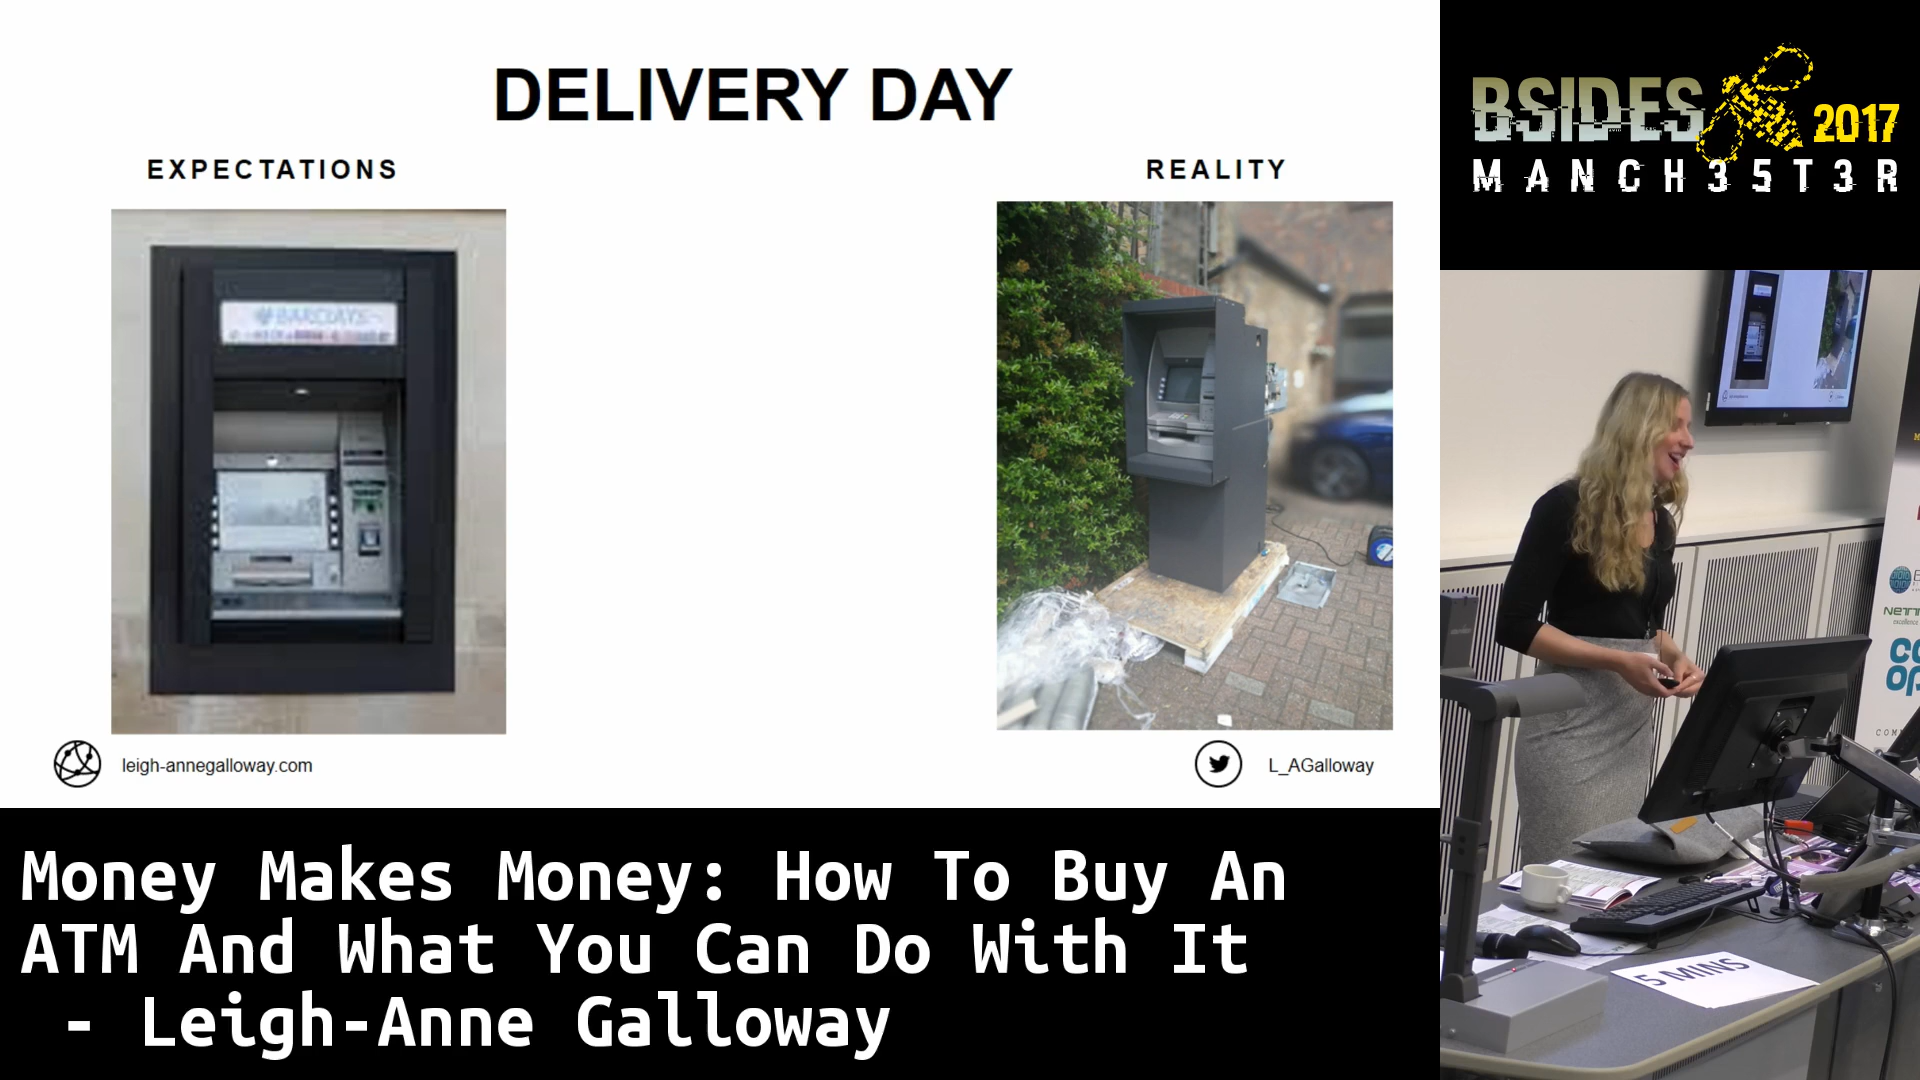 DELIVERY DAY
EXPECTATIONS
REALITY
BARCLAYS
leigh-annegalloway.com
L_AGalloway
BSIDES 2017
MANCH35T3R
Money Makes Money: How To Buy An
ATM And What You Can Do With It
- Leigh-Anne Galloway
5 MINS